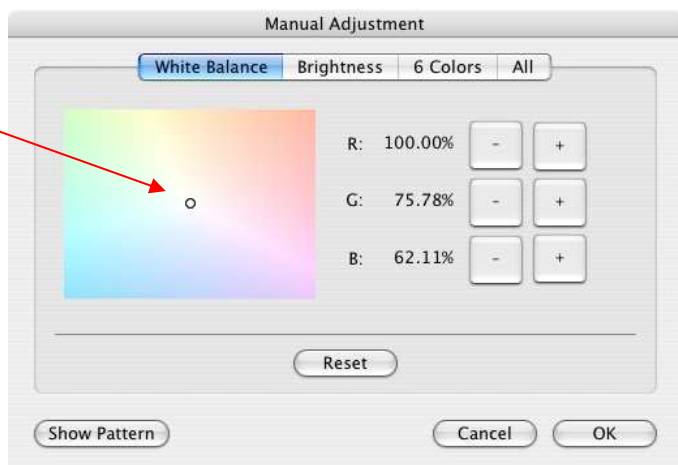 Manual Adjustment
White Balance Brightness 6 Colors All
R: 100.00% - +
G: 75.78% - +
B: 62.11% - +
Reset
Show Pattern Cancel OK